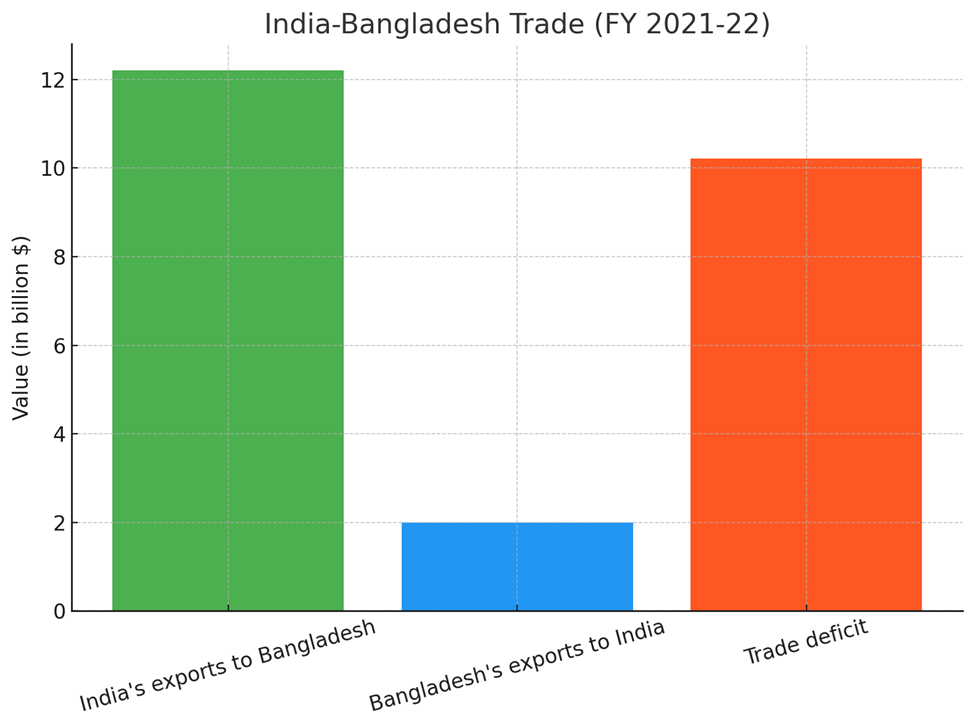 India-Bangladesh Trade (FY 2021-22)
Value (in billion $)
12
10
8
6
4
2
0
India's exports to Bangladesh
Bangladesh's exports to India
Trade deficit